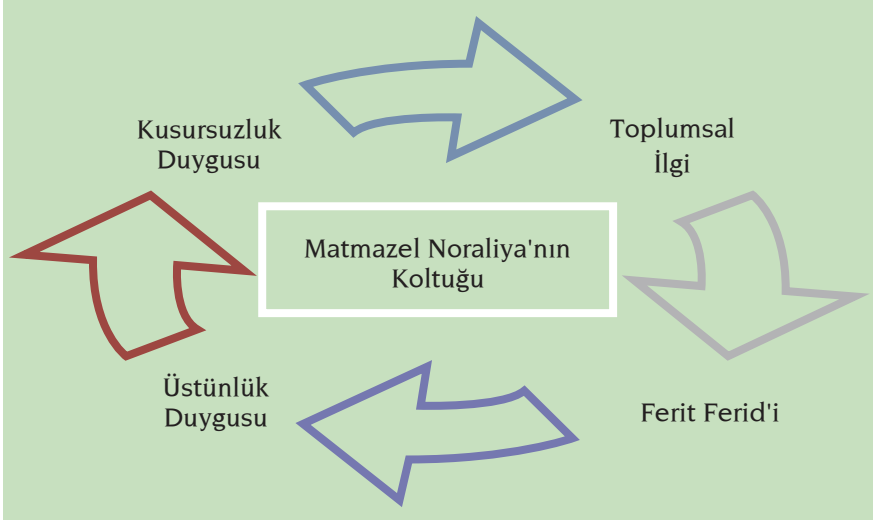 Kusursuzluk
Duygusu
Toplumsal
İlgi
Matmazel Noraliya'nın
Koltuğu
Üstünlük
Duygusu
Ferit Ferid'i